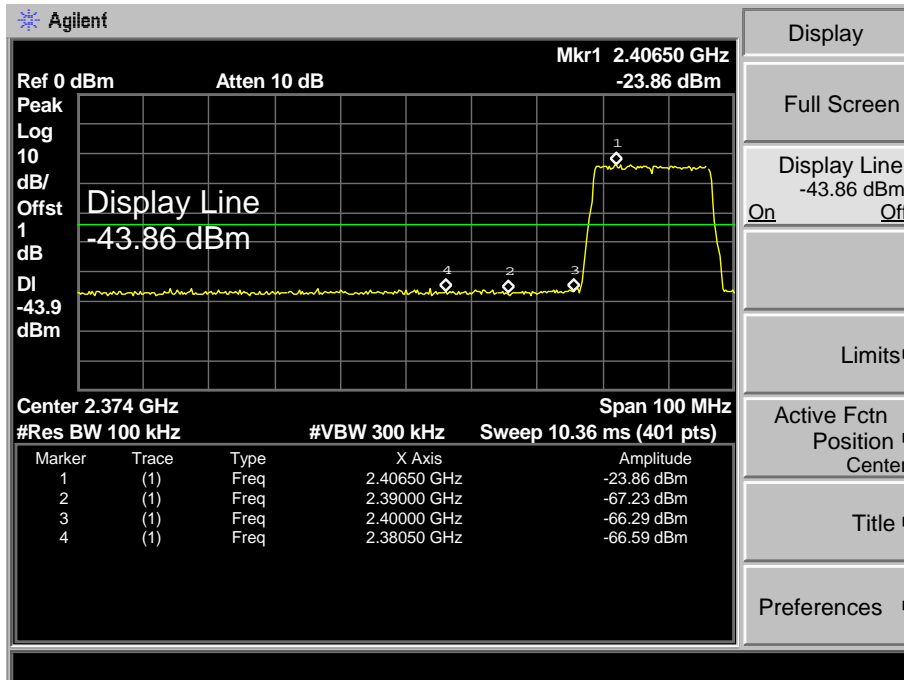 Agilent
Mkr1 2.40650 GHz
Ref 0 dBm Atten 10 dB -23.86 dBm
Peak
Log
10
dB/
Offst
1
dB
DI
-43.9
dBm
1
Display Line
-43.86 dBm
4 2 3
Center 2.374 GHz Span 100 MHz
#Res BW 100 kHz #VBW 300 kHz Sweep 10.36 ms (401 pts)
Marker Trace Type X Axis Amplitude
1 (1) Freq 2.40650 GHz -23.86 dBm
2 (1) Freq 2.39000 GHz -67.23 dBm
3 (1) Freq 2.40000 GHz -66.29 dBm
4 (1) Freq 2.38050 GHz -66.59 dBm
Display
Full Screen
Display Line
-43.86 dBm
On Off
Limits
Active Fctn
Position
Center
Title
Preferences